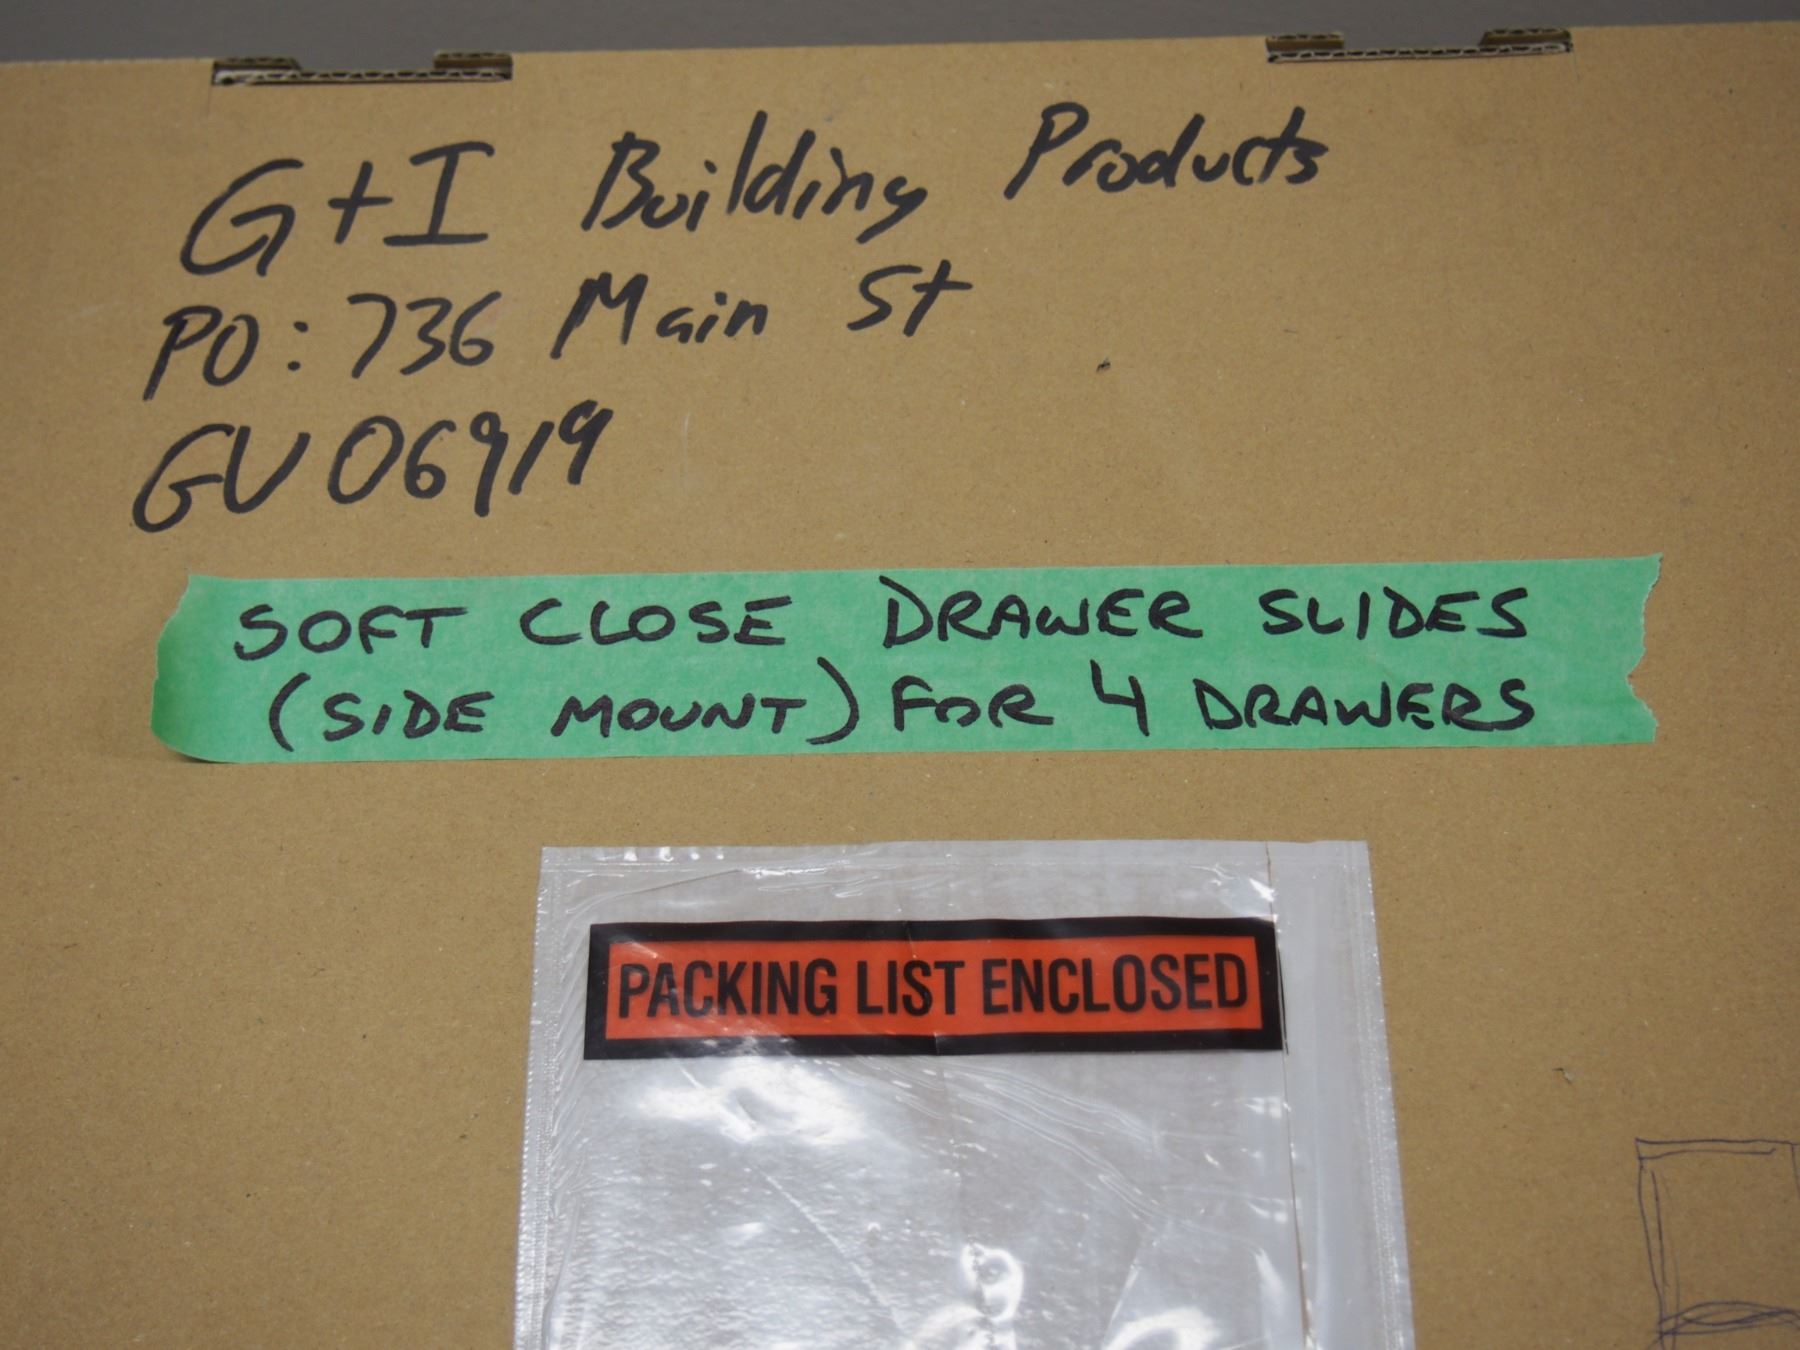 G+I Building Products
PO: 736 Main St
GU06919
SOFT CLOSE DRAWER SLIDES
(SIDE MOUNT) FOR 4 DRAWERS
PACKING LIST ENCLOSED